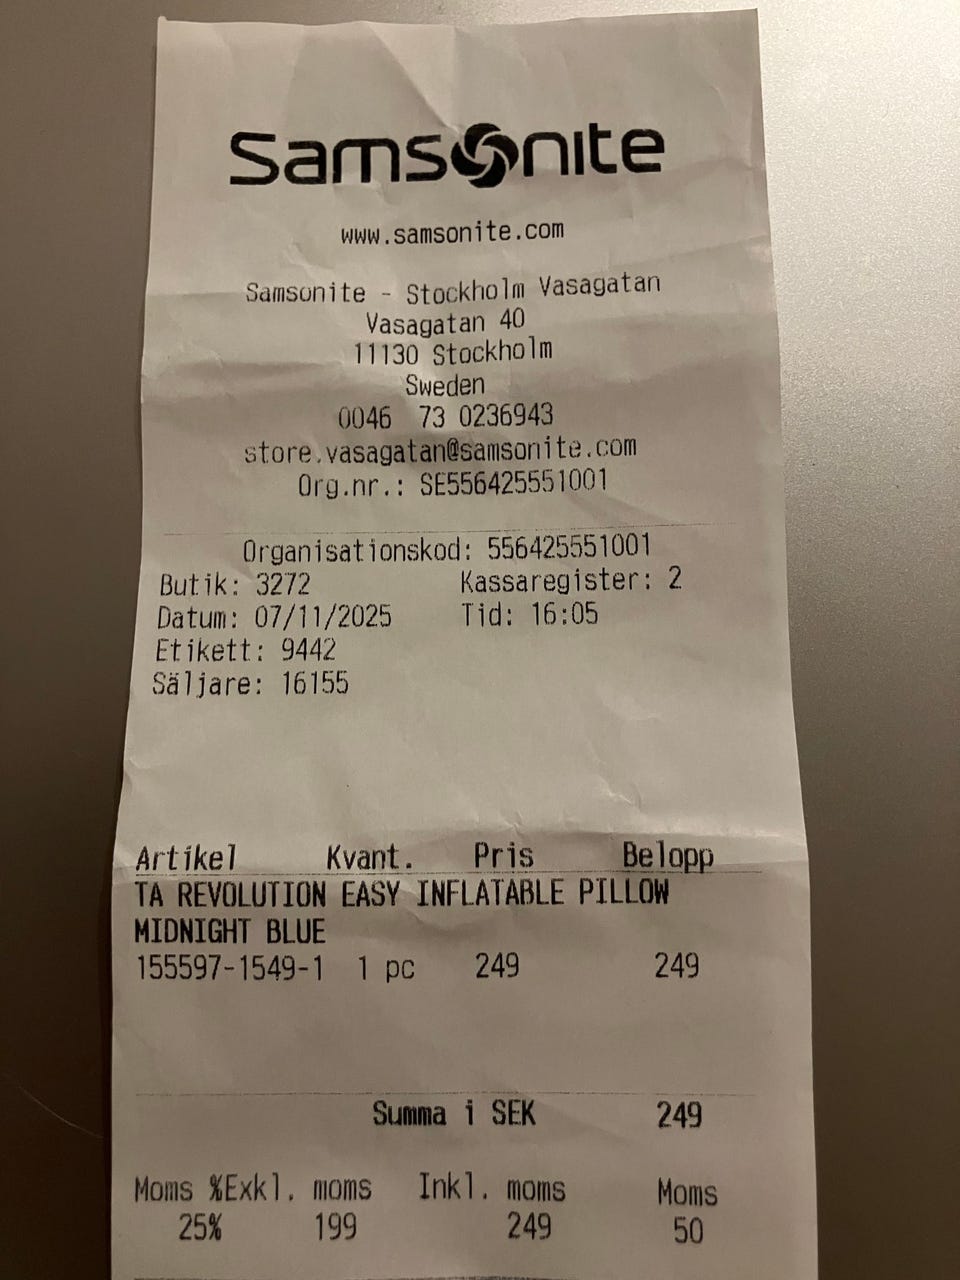 Samsonite
www.samsonite.com
Samsonite - Stockholm Vasagatan
Vasagatan 40
11130 Stockholm
Sweden
0046 73 0236943
store.vasagatan@samsonite.com
Org.nr.: SE556425551001
Organisationskod: 556425551001
Butik: 3272 Kassaregister: 2
Datum: 07/11/2025 Tid: 16:05
Etikett: 9442
Säljare: 16155
Artikel Kvant. Pris Belopp
TA REVOLUTION EASY INFLATABLE PILLOW
MIDNIGHT BLUE
155597-1549-1 1 pc 249 249
Summa i SEK 249
Moms %Exkl. moms Inkl. moms Moms
25% 199 249 50